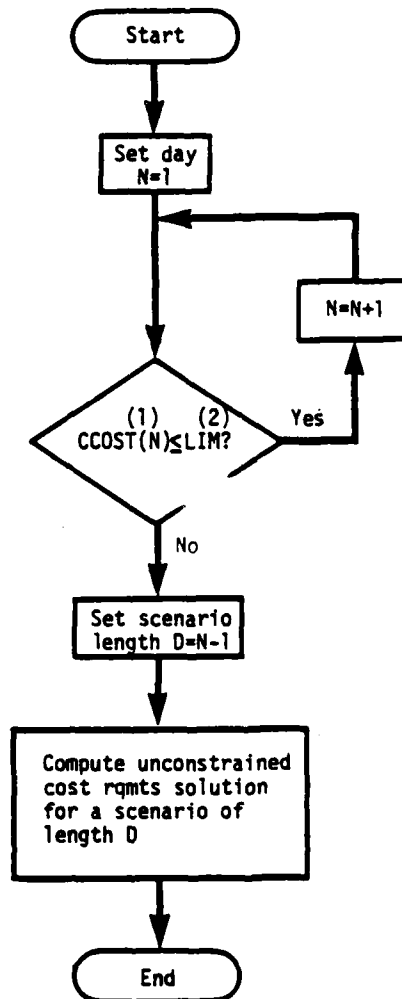 Start
Set day
N=1
N=N+1
(1) (2)
CCOST(N)≤LIM?
Yes
No
Set scenario
length D=N-1
Compute unconstrained
cost rqmts solution
for a scenario of
length D
End